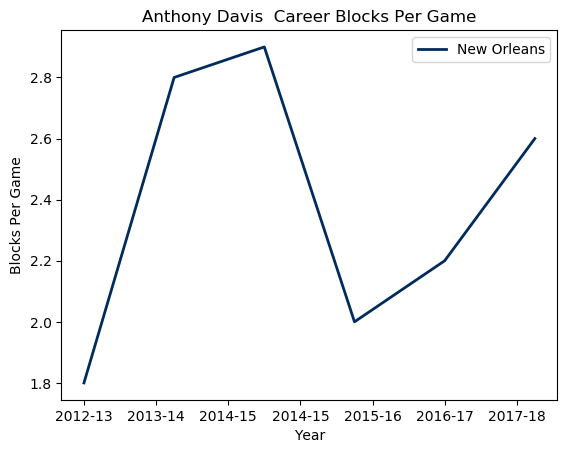 Anthony Davis  Career Blocks Per Game
New Orleans
Blocks Per Game
2.8
2.6
2.4
2.2
2.0
1.8
2012-13 2013-14 2014-15 2014-15 2015-16 2016-17 2017-18
Year